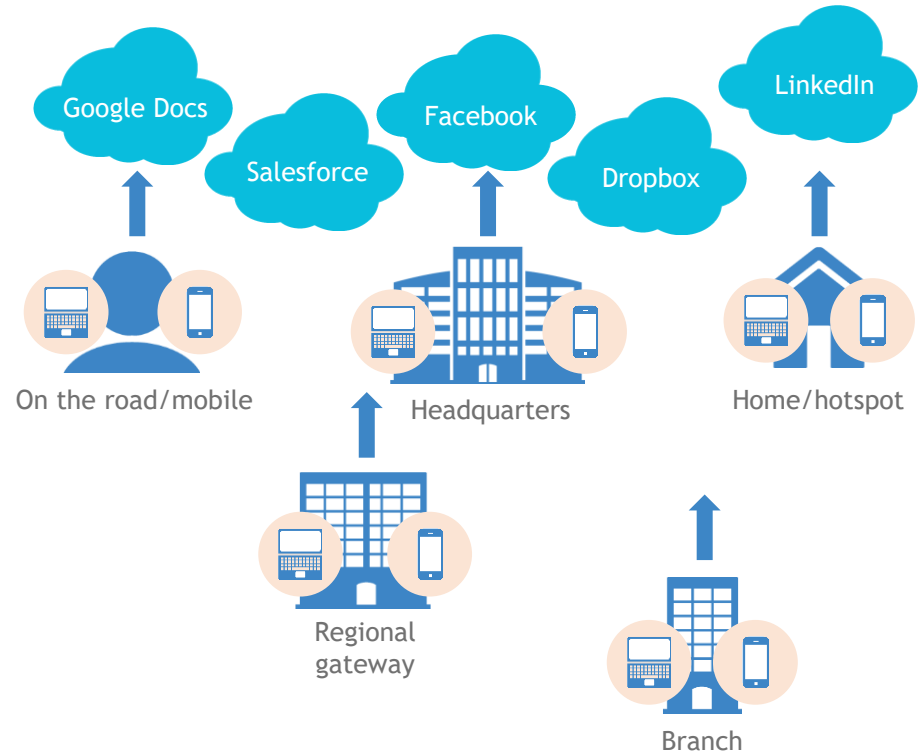 Google Docs
Salesforce
Facebook
Dropbox
LinkedIn
On the road/mobile
Headquarters
Home/hotspot
Regional
gateway
Branch